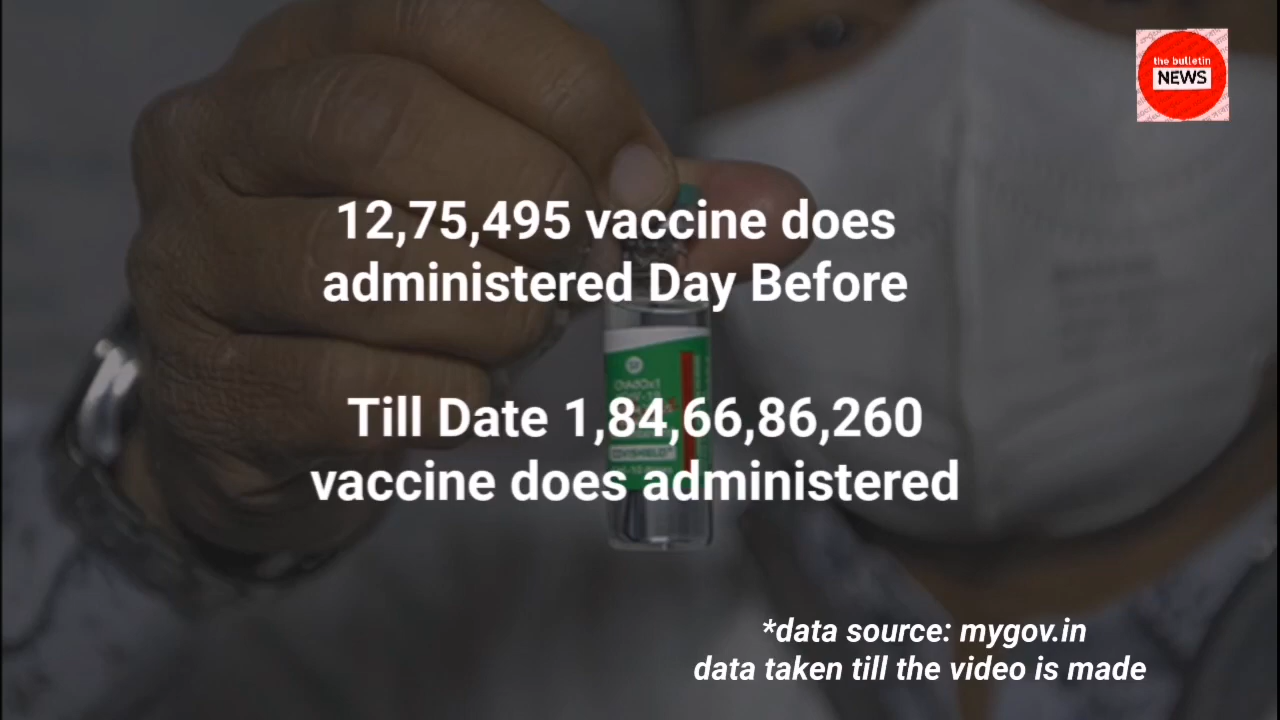 the bulletin
NEWS
12,75,495 vaccine does
administered Day Before
Till Date 1,84,66,86,260
vaccine does administered
*data source: mygov.in
data taken till the video is made